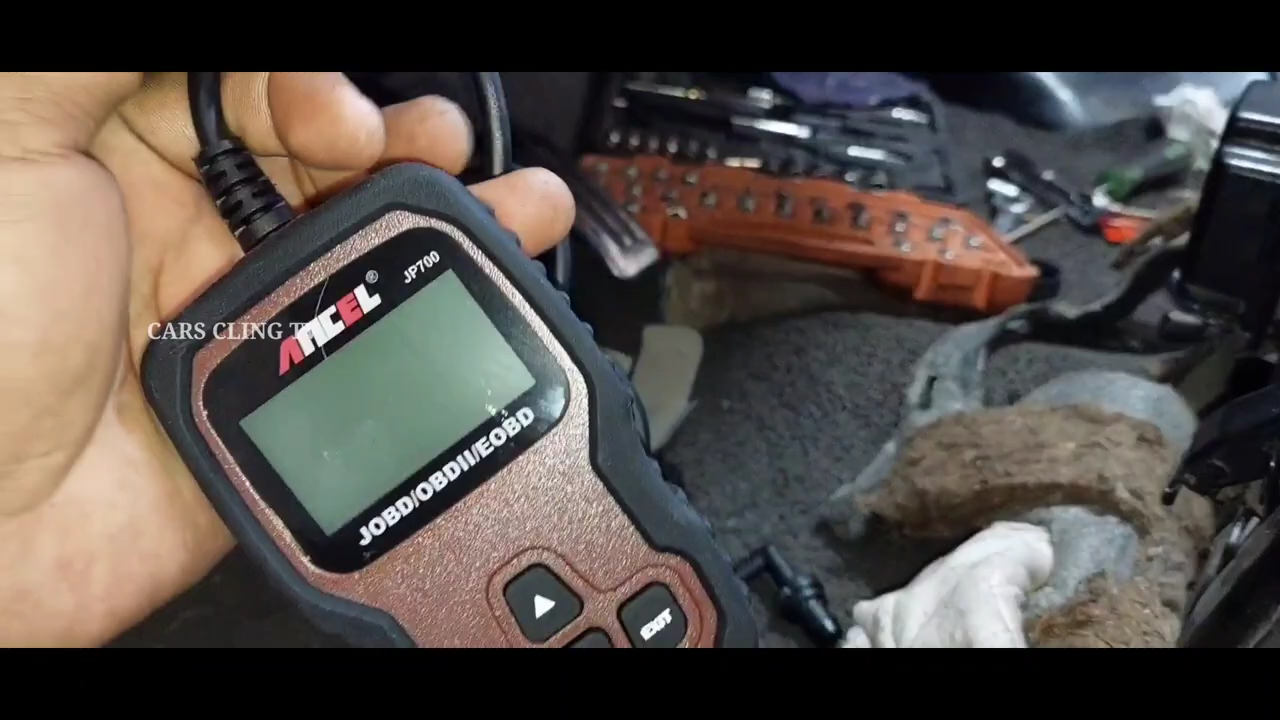 JP700
ANCEL®
CARS CLING T
JOBD/OBDII/EOBD
EXIT